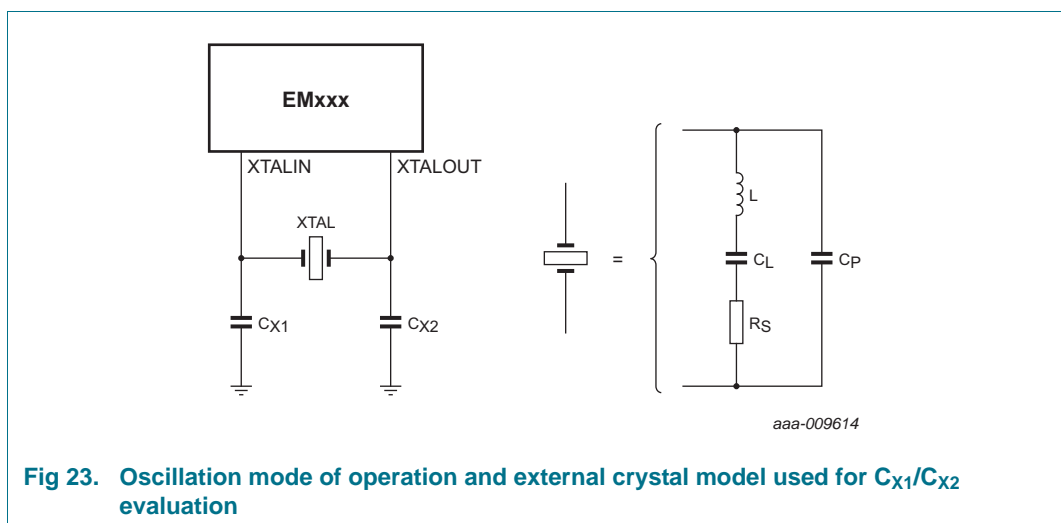 EMxxx
XTALIN
XTALOUT
XTAL
CX1
CX2
=
L
CL
CP
RS
aaa-009614
Fig 23. Oscillation mode of operation and external crystal model used for CX1/CX2
evaluation